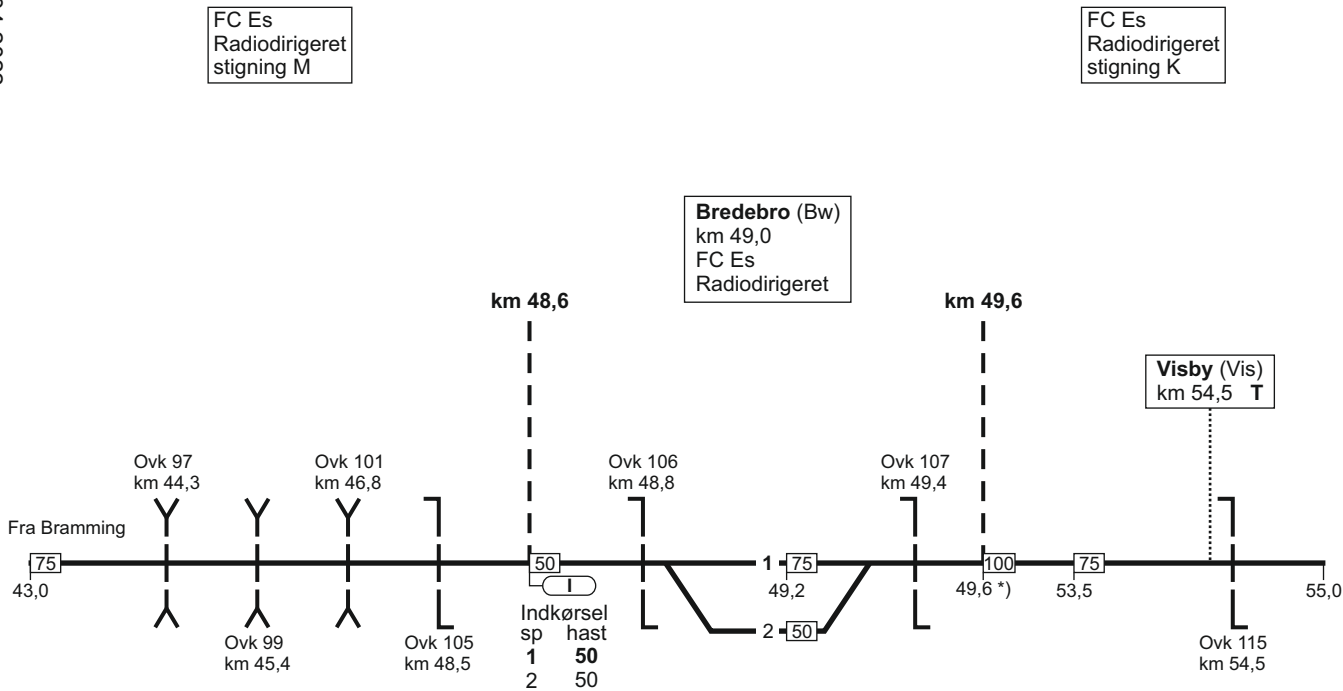 FC Es
Radiodirigeret
stigning M
FC Es
Radiodirigeret
stigning K
Bredebro (Bw)
km 49,0
FC Es
Radiodirigeret
km 48,6
km 49,6
Visby (Vis)
km 54,5 T
Ovk 97
km 44,3
Ovk 101
km 46,8
Ovk 106
km 48,8
Ovk 107
km 49,4
Fra Bramming
75
50
1
75
100
75
43,0
I
49,2
49,6 *)
53,5
55,0
Indkørsel
sp hast
1 50
2 50
2
50
Ovk 99
km 45,4
Ovk 105
km 48,5
Ovk 115
km 54,5